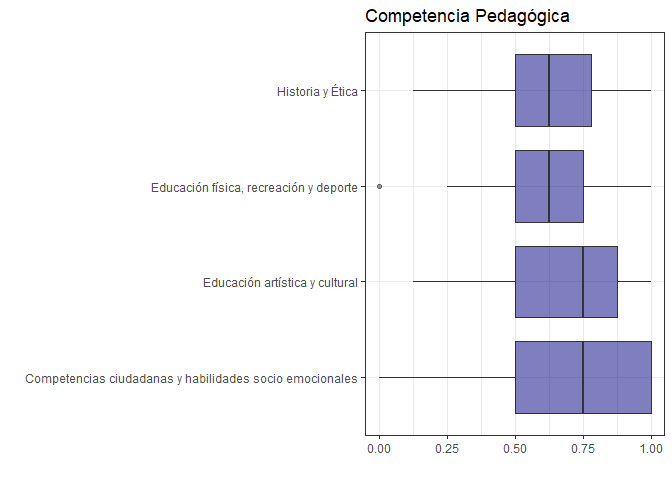 Competencia Pedagógica
Historia y Ética
Educación física, recreación y deporte
Educación artística y cultural
Competencias ciudadanas y habilidades socio emocionales
0.00 0.25 0.50 0.75 1.00